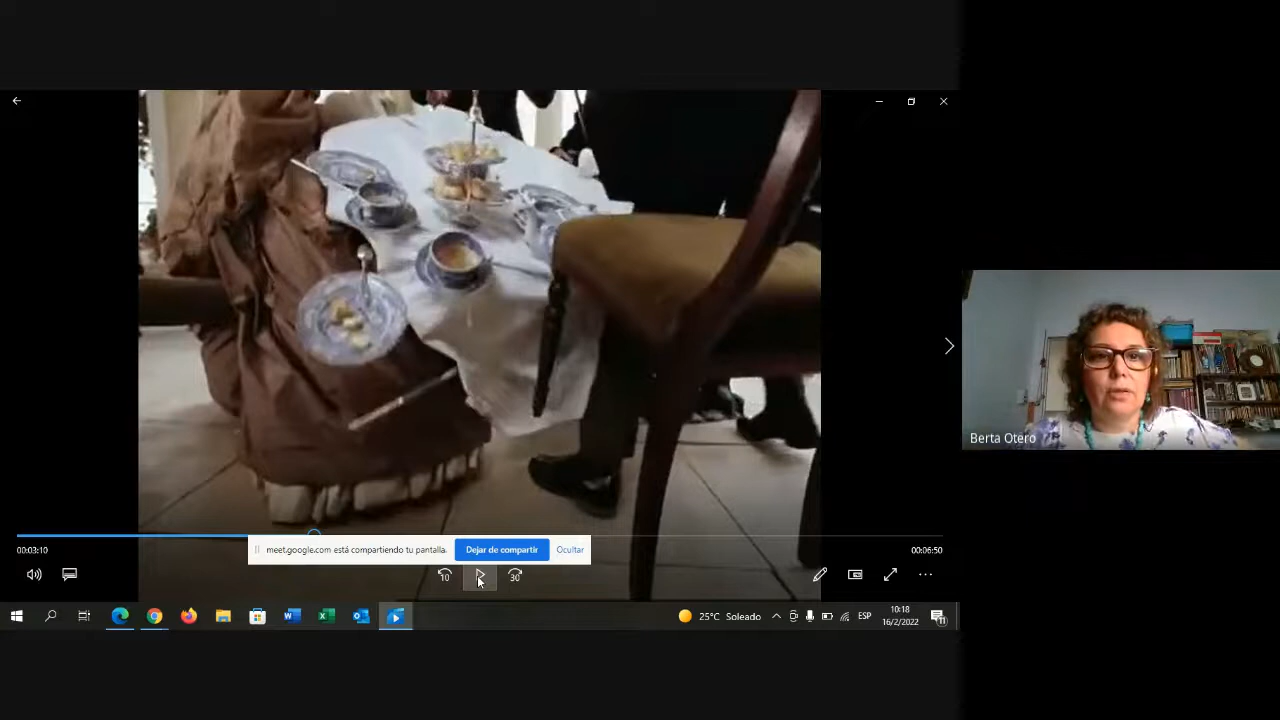 Berta Otero
00:03:10
meet.google.com está compartiendo tu pantalla.
Dejar de compartir
Ocultar
00:06:50
10
30
25°C Soleado
ESP
10:18
16/2/2022